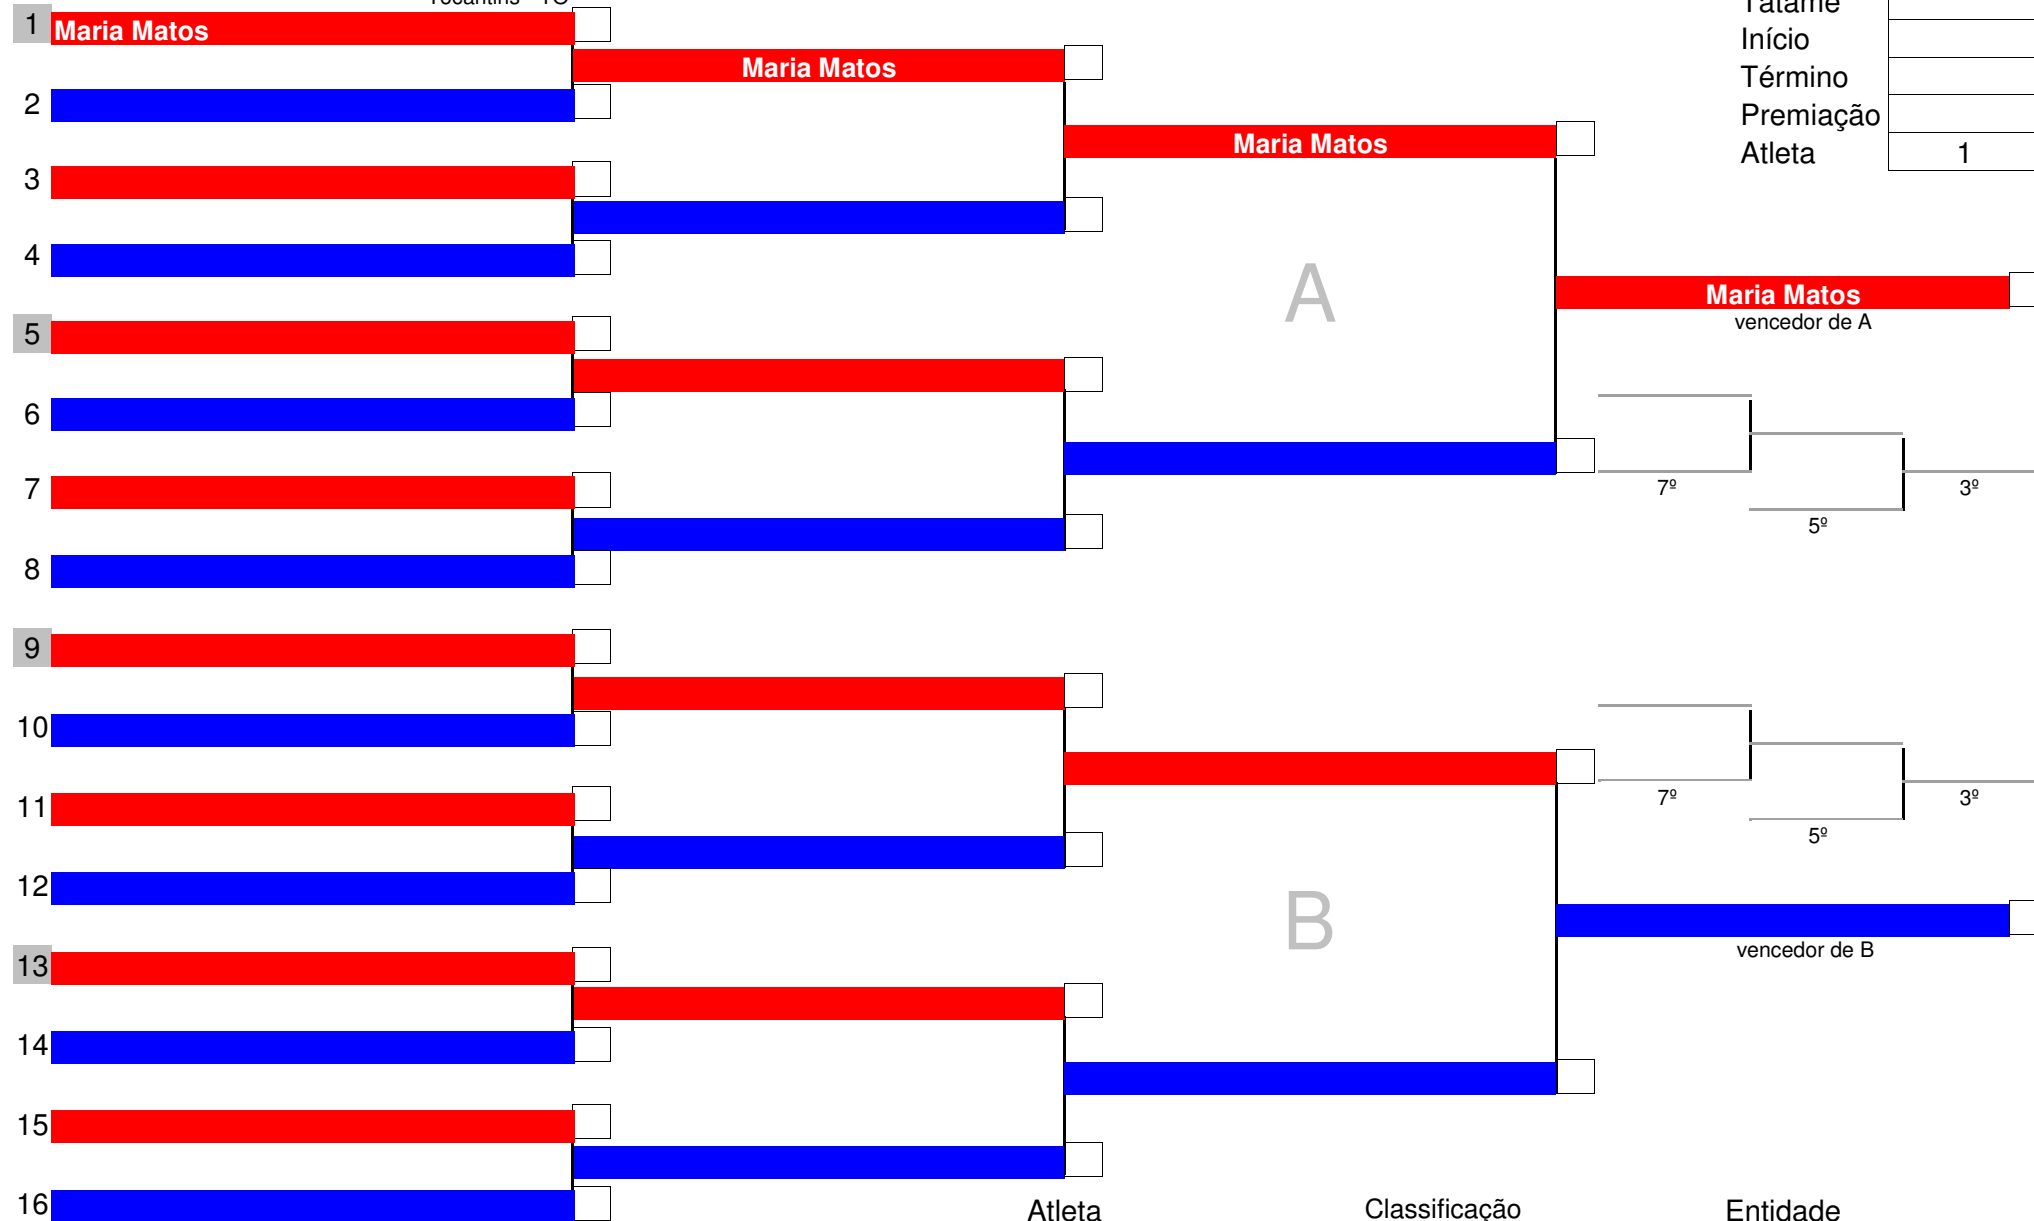 Tocantins - TO
Tatame
1
Maria Matos
Início
Maria Matos
Término
2
Premiação
Maria Matos
Atleta
1
3
4
A
Maria Matos
vencedor de A
5
6
7
7º
3º
5º
8
9
10
11
7º
3º
5º
12
B
vencedor de B
13
14
15
16
Atleta
Classificação
Entidade